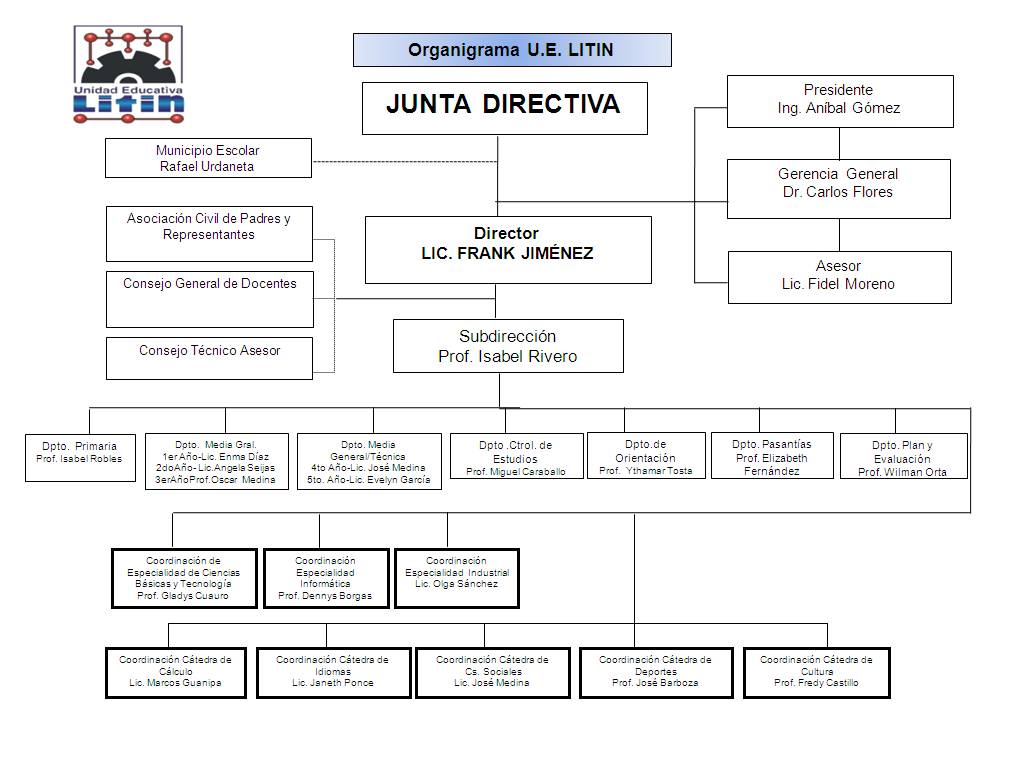 Unidad Educativa
Litin
Organigrama U.E. LITIN
JUNTA DIRECTIVA
Presidente
Ing. Aníbal Gómez
Municipio Escolar
Rafael Urdaneta
Gerencia General
Dr. Carlos Flores
Asociación Civil de Padres y
Representantes
Director
LIC. FRANK JIMÉNEZ
Asesor
Lic. Fidel Moreno
Consejo General de Docentes
Subdirección
Prof. Isabel Rivero
Consejo Técnico Asesor
Dpto. Primaria
Prof. Isabel Robles
Dpto. Media Gral.
1er Año-Lic. Enma Díaz
2doAño-Lic.Angela Seijas
3erAñoProf.Oscar Medina
Dpto. Media
General/Técnica
4to Año-Lic. José Medina
5to. Año-Lic. Evelyn García
Dpto .Ctrol. de
Estudios
Prof. Miguel Caraballo
Dpto.de
Orientación
Prof. Ythamar Tosta
Dpto. Pasantías
Prof. Elizabeth
Fernández
Dpto. Plan y
Evaluación
Prof. Wilman Orta
Coordinación de
Especialidad de Ciencias
Básicas y Tecnología
Prof. Gladys Cuauro
Coordinación
Especialidad
Informática
Prof. Dennys Borgas
Coordinación
Especialidad Industrial
Lic. Olga Sánchez
Coordinación Cátedra de
Cálculo
Lic. Marcos Guanipa
Coordinación Cátedra de
Idiomas
Lic. Janeth Ponce
Coordinación Cátedra de
Cs. Sociales
Lic. José Medina
Coordinación Cátedra de
Deportes
Prof. José Barboza
Coordinación Cátedra de
Cultura
Prof. Fredy Castillo